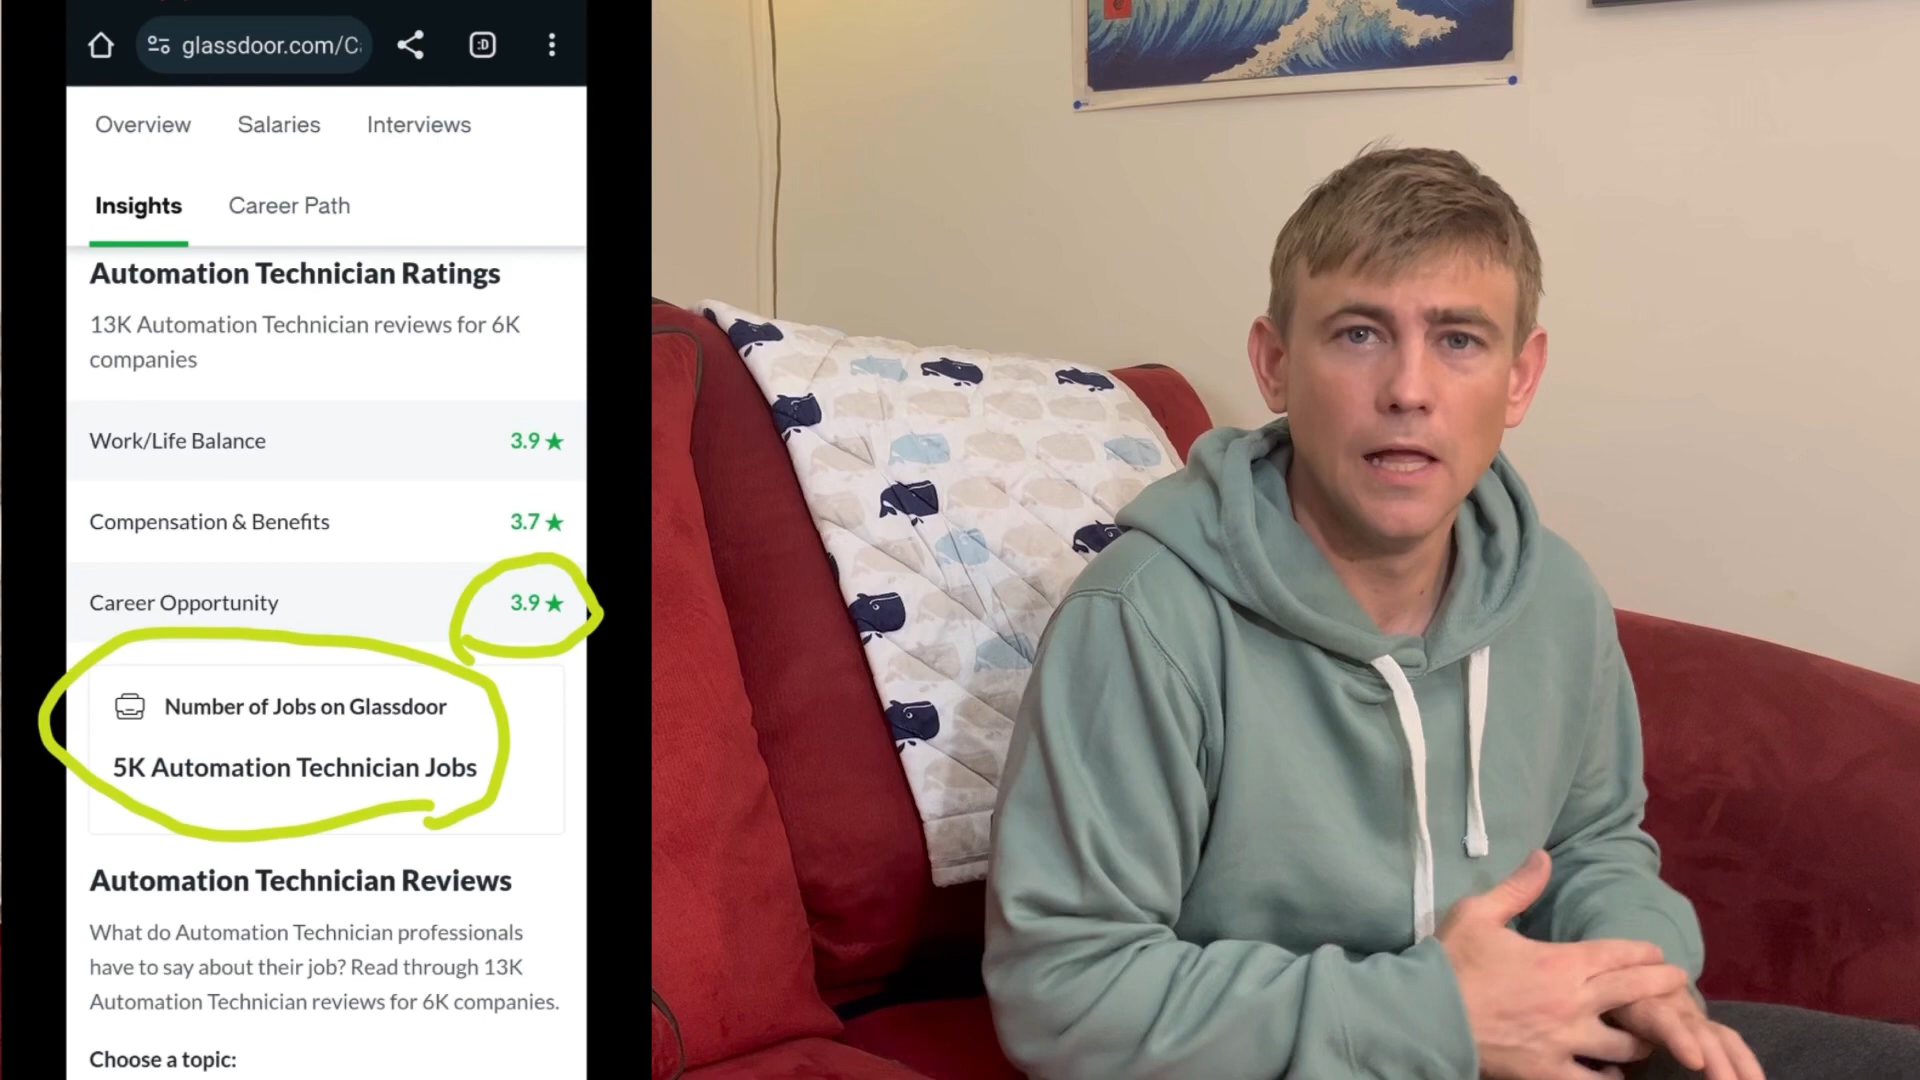 glassdoor.com/C
:D
Overview Salaries Interviews
Insights Career Path
Automation Technician Ratings
13K Automation Technician reviews for 6K
companies
Work/Life Balance 3.9 ★
Compensation & Benefits 3.7 ★
Career Opportunity 3.9 ★
Number of Jobs on Glassdoor
5K Automation Technician Jobs
Automation Technician Reviews
What do Automation Technician professionals
have to say about their job? Read through 13K
Automation Technician reviews for 6K companies.
Choose a topic: